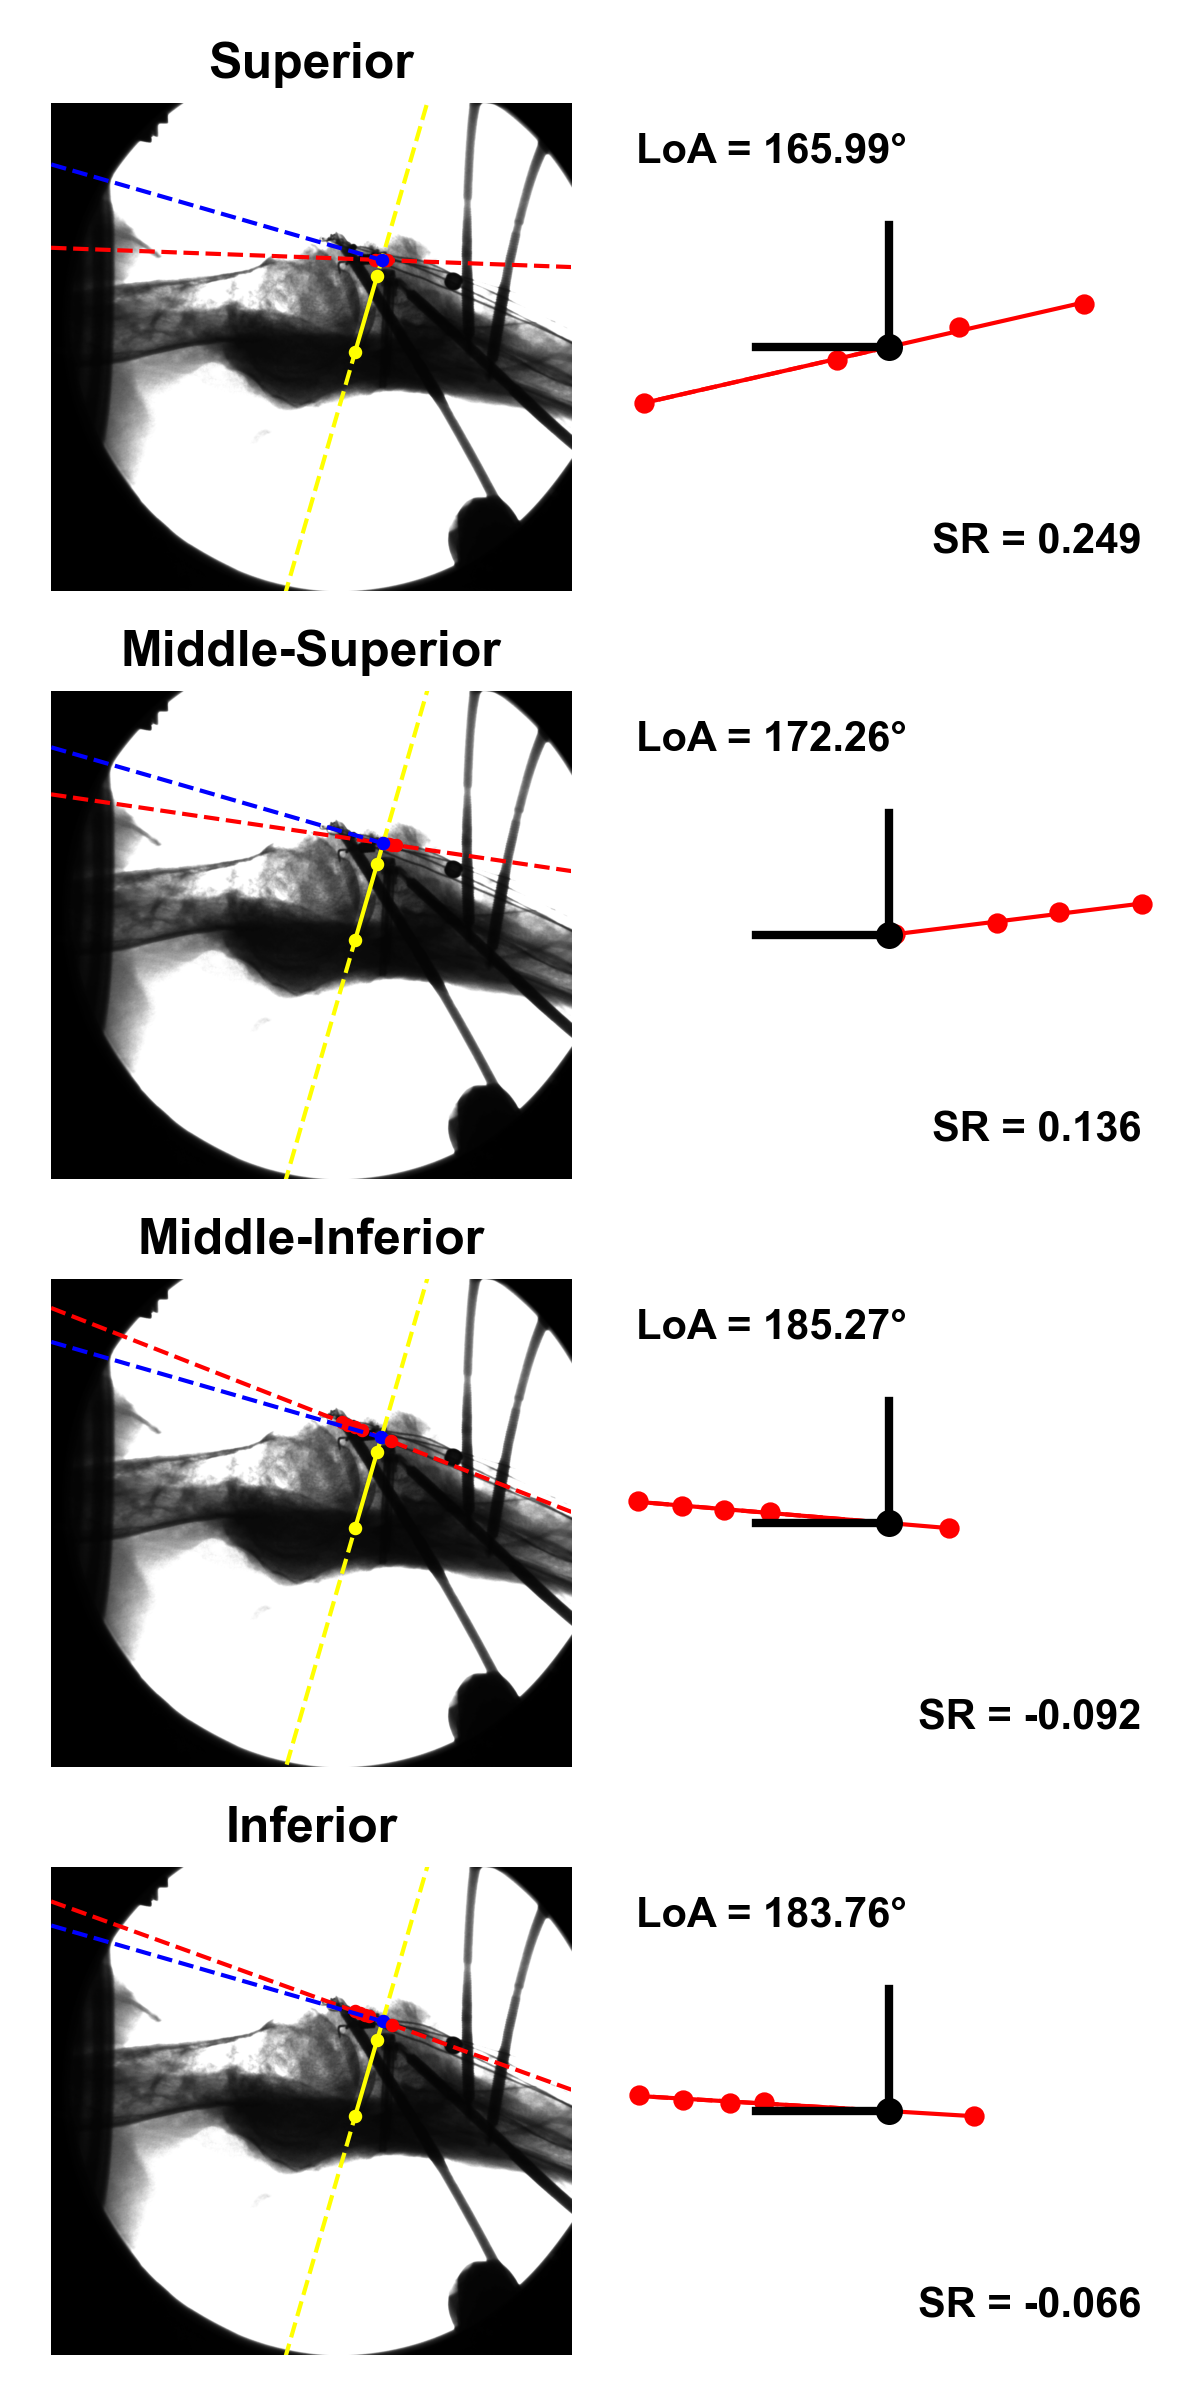 Superior
LoA = 165.99°
SR = 0.249
Middle-Superior
LoA = 172.26°
SR = 0.136
Middle-Inferior
LoA = 185.27°
SR = -0.092
Inferior
LoA = 183.76°
SR = -0.066